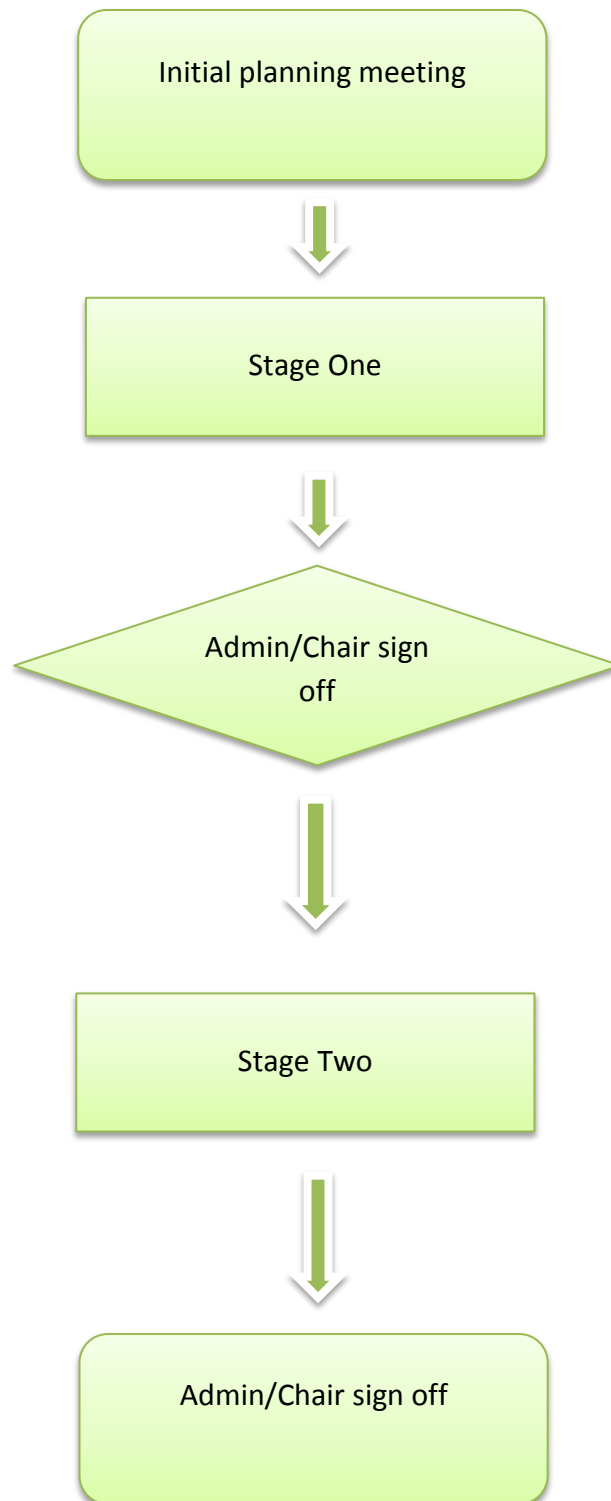 Initial planning meeting
Stage One
Admin/Chair sign
off
Stage Two
Admin/Chair sign off